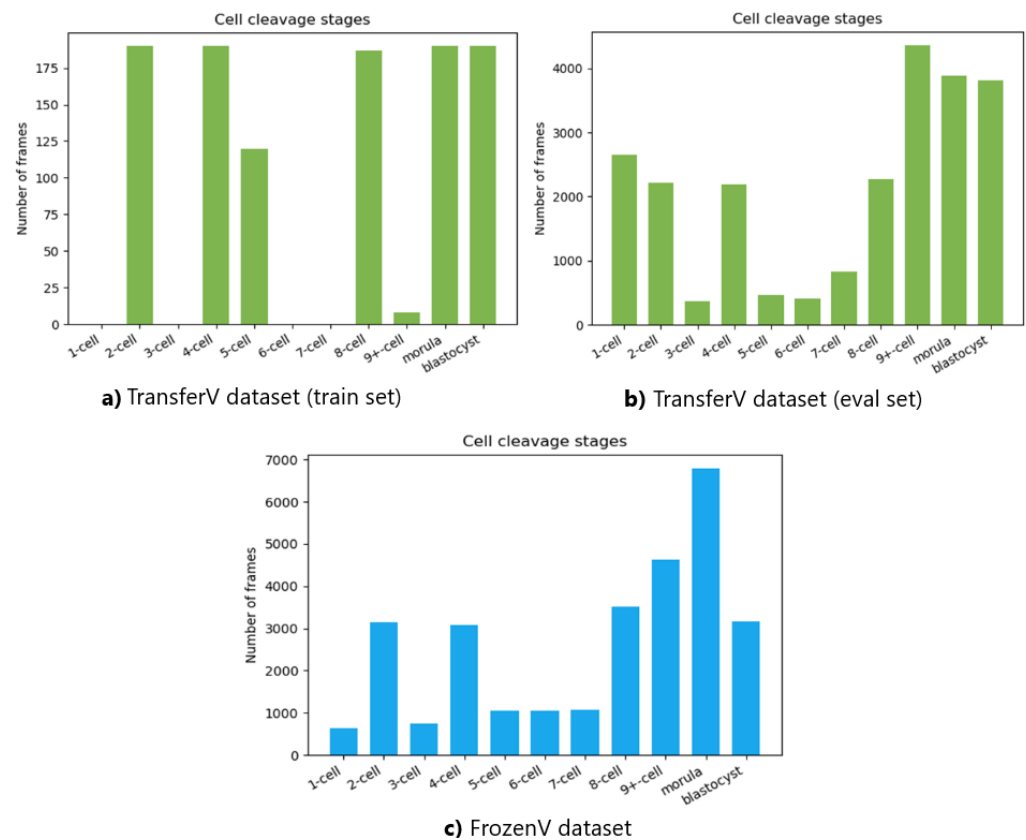 Cell cleavage stages
Number of frames
175
150
125
100
75
50
25
0
1-cell
2-cell
3-cell
4-cell
5-cell
6-cell
7-cell
8-cell
9+-cell
morula
blastocyst
a) TransferV dataset (train set)
Cell cleavage stages
Number of frames
4000
3000
2000
1000
0
1-cell
2-cell
3-cell
4-cell
5-cell
6-cell
7-cell
8-cell
9+-cell
morula
blastocyst
b) TransferV dataset (eval set)
Cell cleavage stages
Number of frames
7000
6000
5000
4000
3000
2000
1000
0
1-cell
2-cell
3-cell
4-cell
5-cell
6-cell
7-cell
8-cell
9+-cell
morula
blastocyst
c) FrozenV dataset